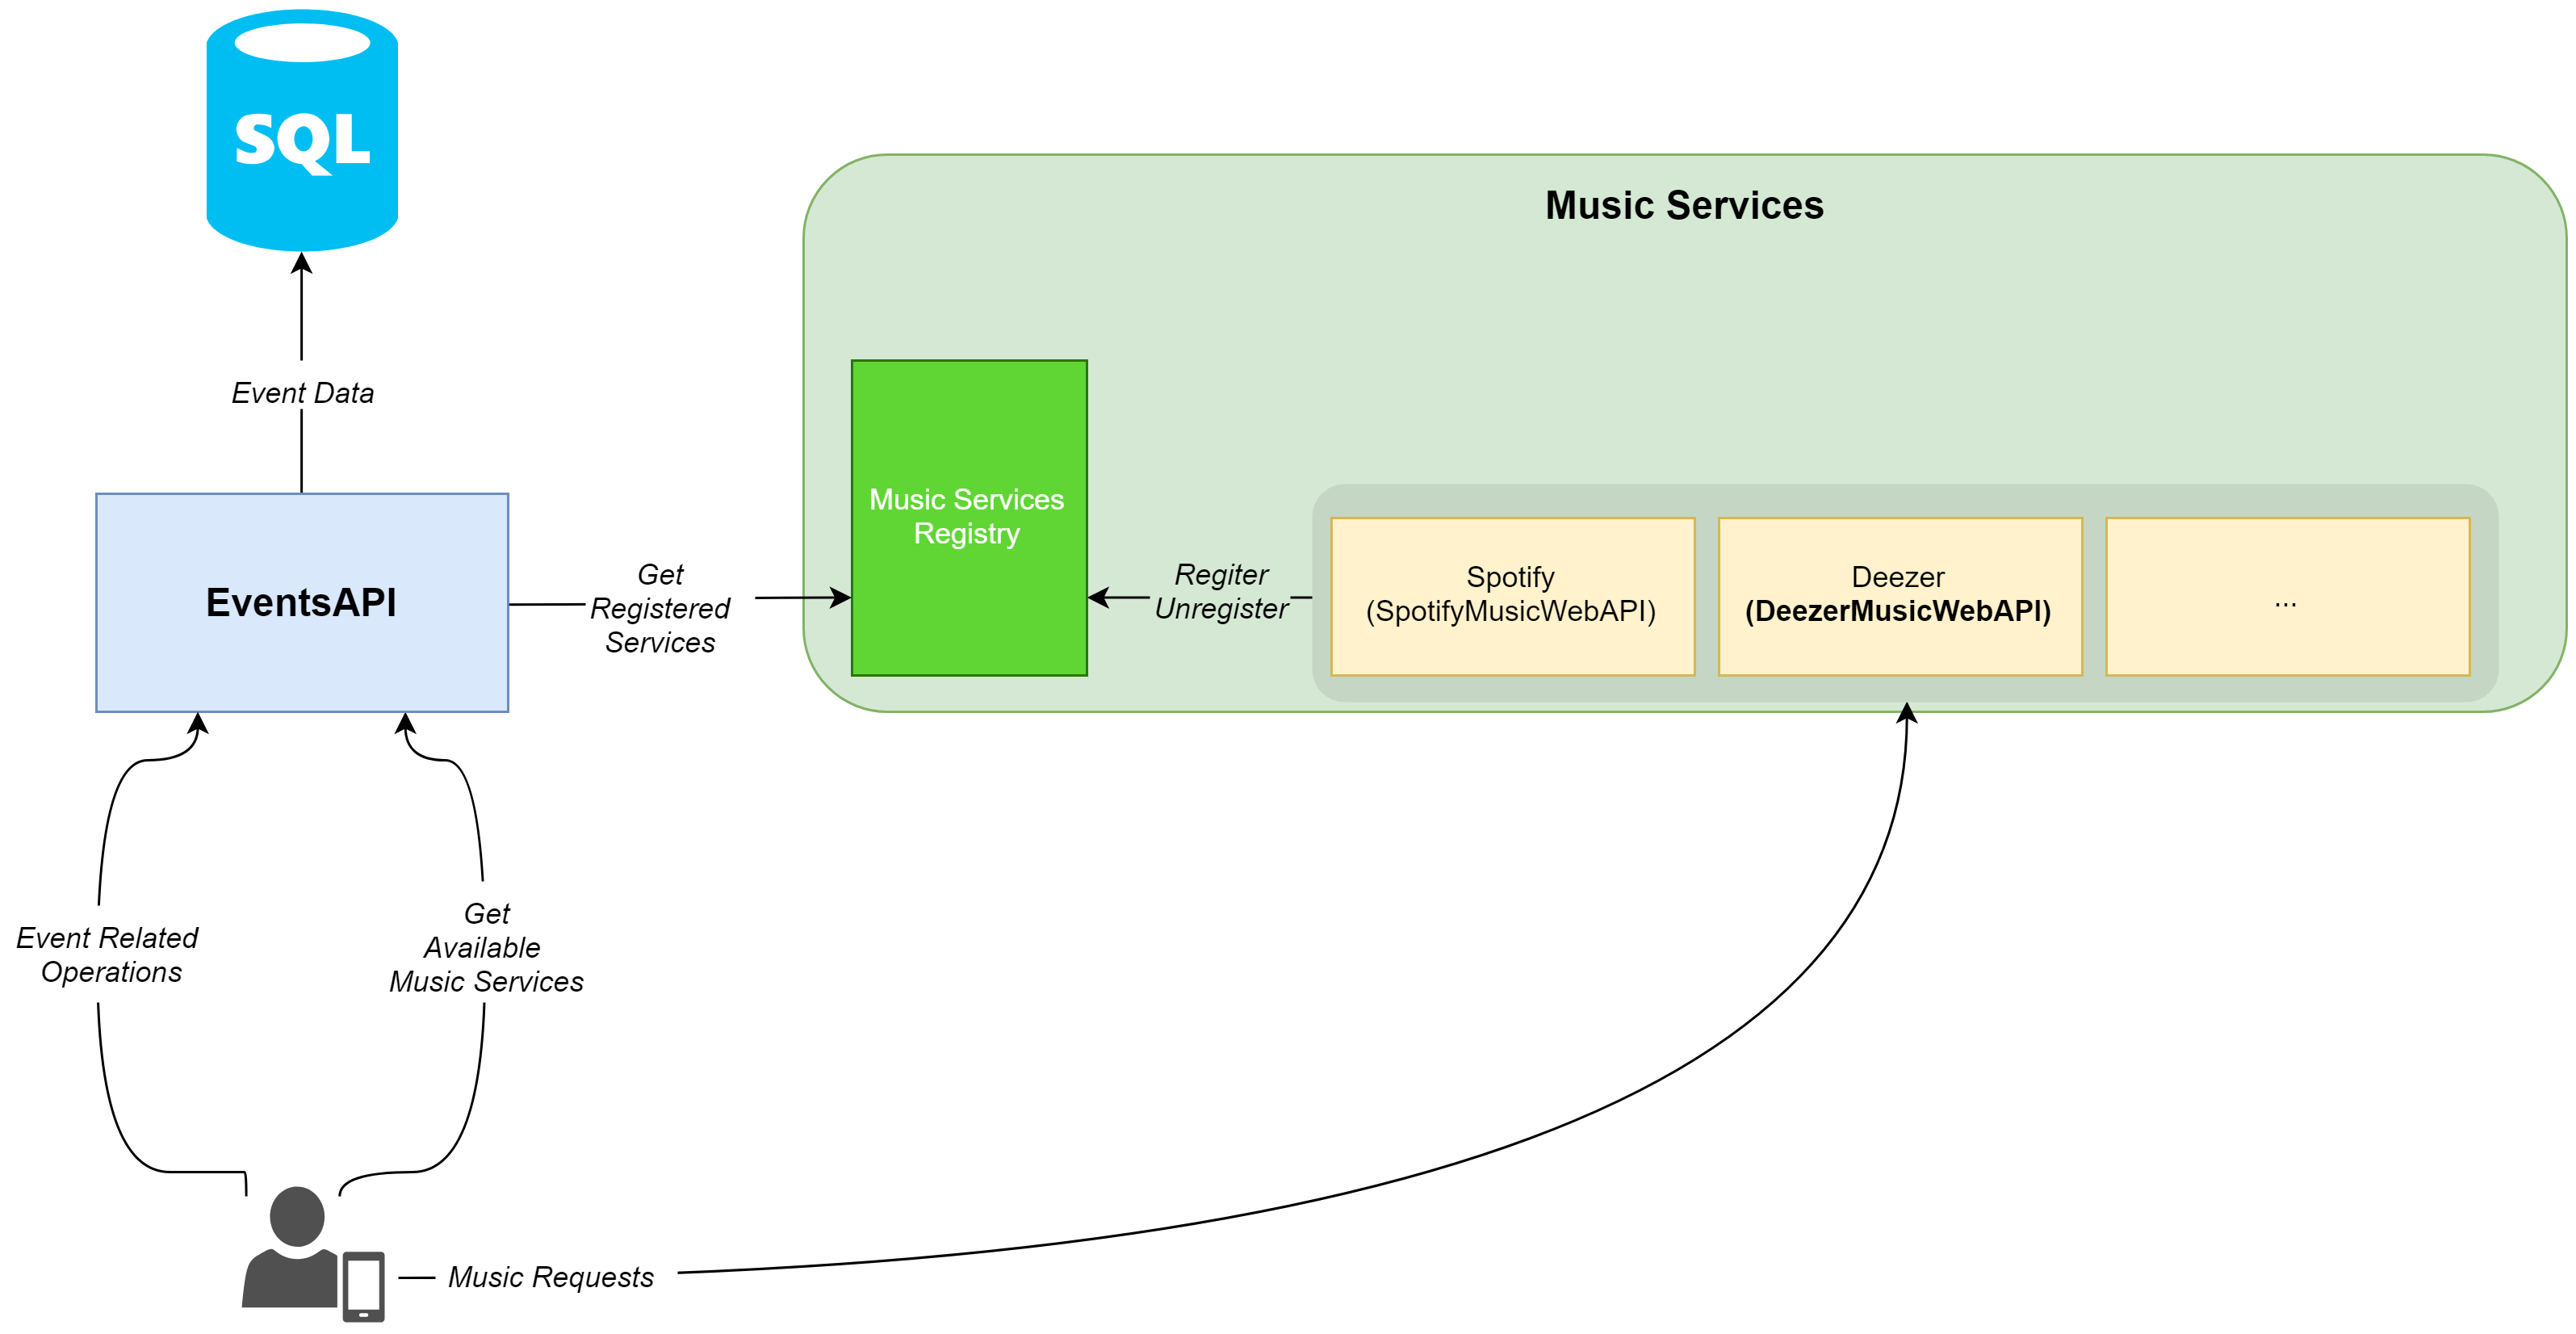 SQL
Music Services
Event Data
Music Services
Registry
EventsAPI
Get
Registered
Services
Regiter
Unregister
Spotify
(SpotifyMusicWebAPI)
Deezer
(DeezerMusicWebAPI)
...
Event Related
Operations
Get
Available
Music Services
Music Requests